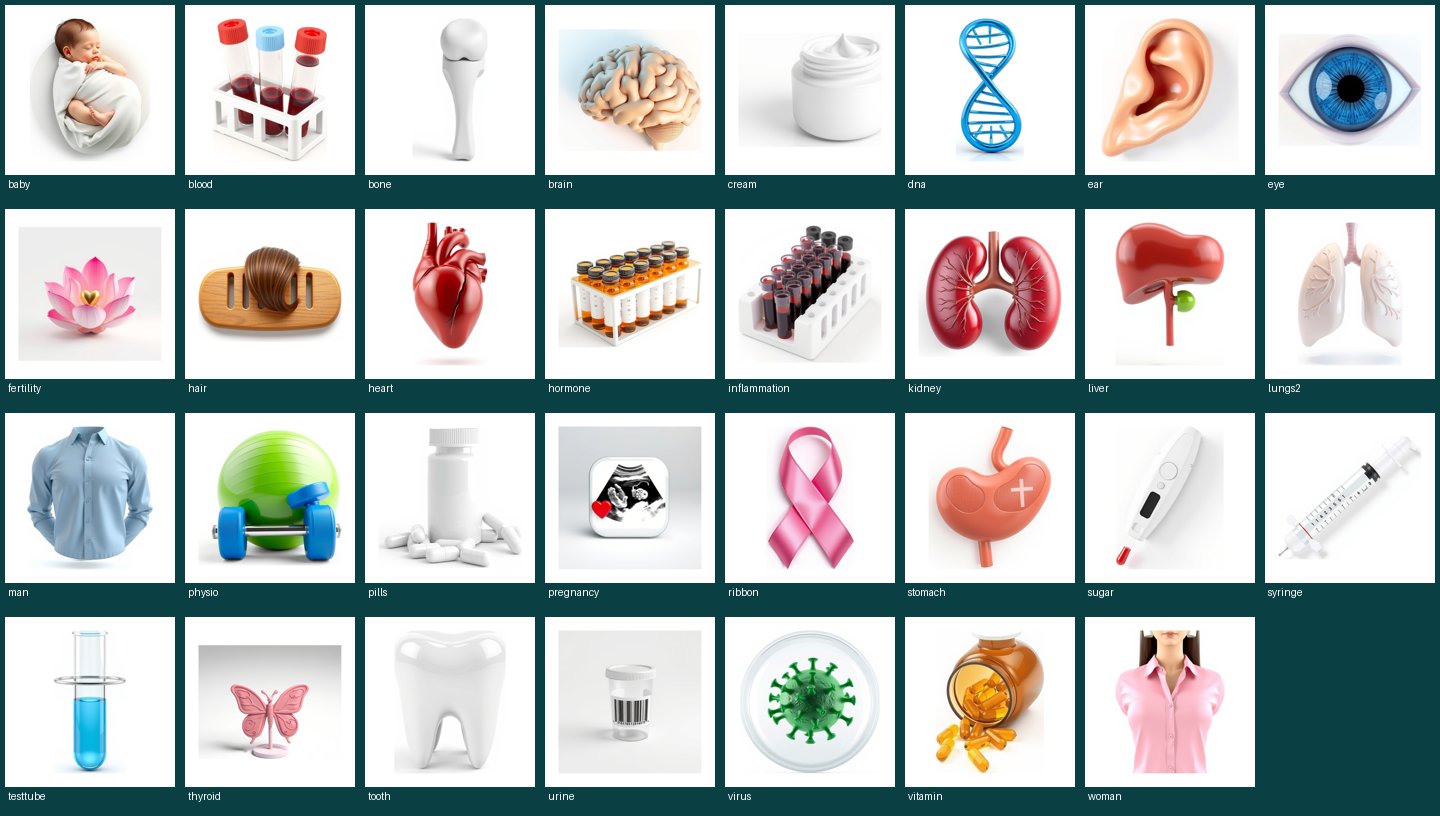 baby
blood
bone
brain
cream
dna
ear
eye
fertility
hair
heart
hormone
inflammation
kidney
liver
lungs2
man
physio
pills
pregnancy
ribbon
stomach
sugar
syringe
testtube
thyroid
tooth
urine
virus
vitamin
woman